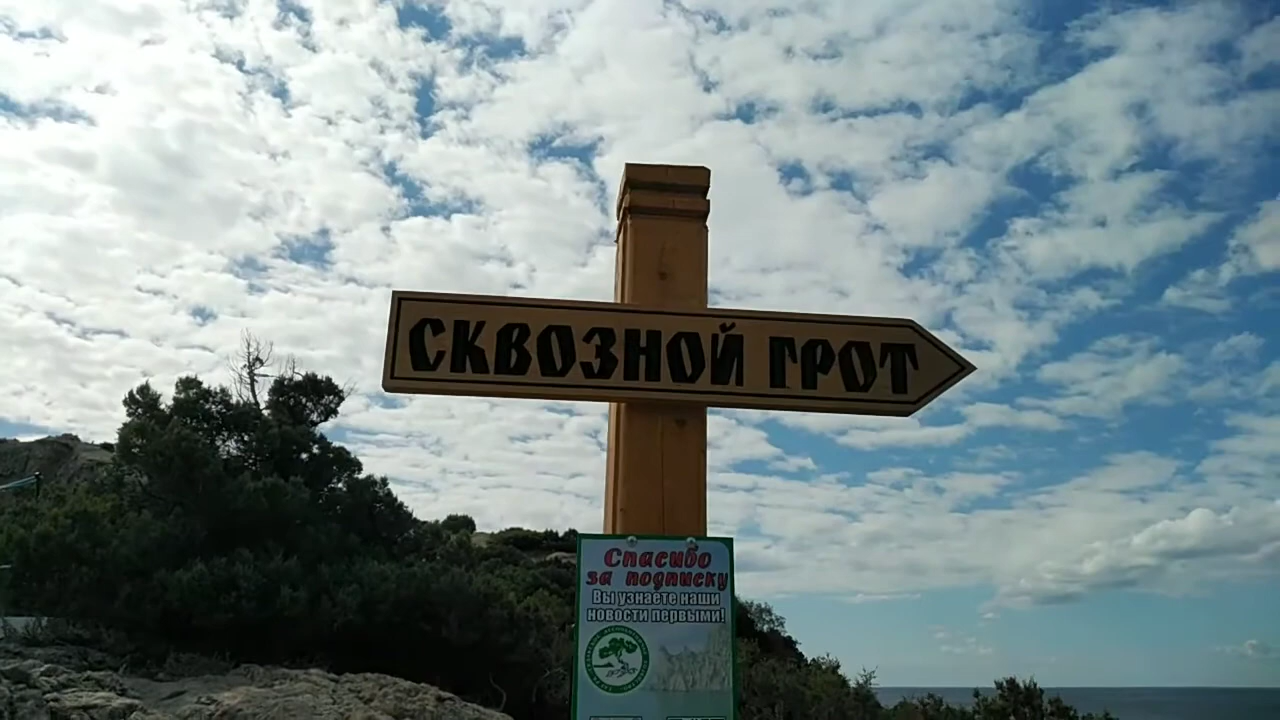 СКВОЗНОЙ ГРОТ
Спасибо
за подписку
Вы узнаете наши
новости первыми!